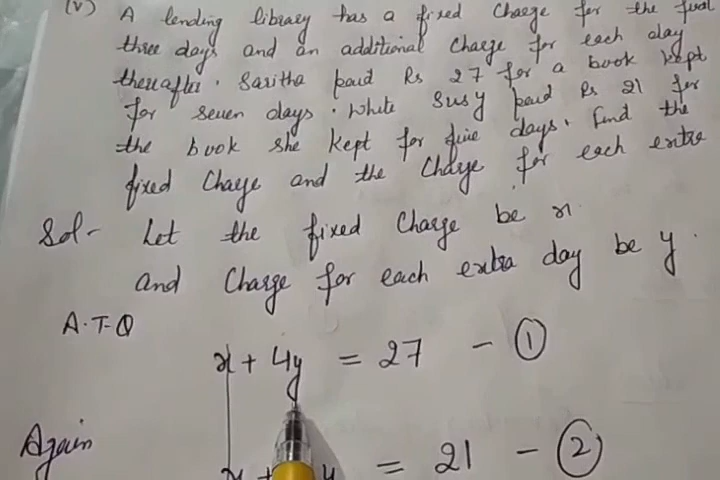 (v) A lending library has a fixed charge for the first
three days and an additional charge for each day
thereafter. Saritha paid Rs 27 for a book kept
for seven days. While Susy paid Rs 21 for
the book she kept for five days. Find the
fixed charge and the charge for each extra
Sol- Let the fixed charge be x
and charge for each extra day be y.
A.T.Q
x + 4y = 27 - ①
Again
x + y = 21 - ②